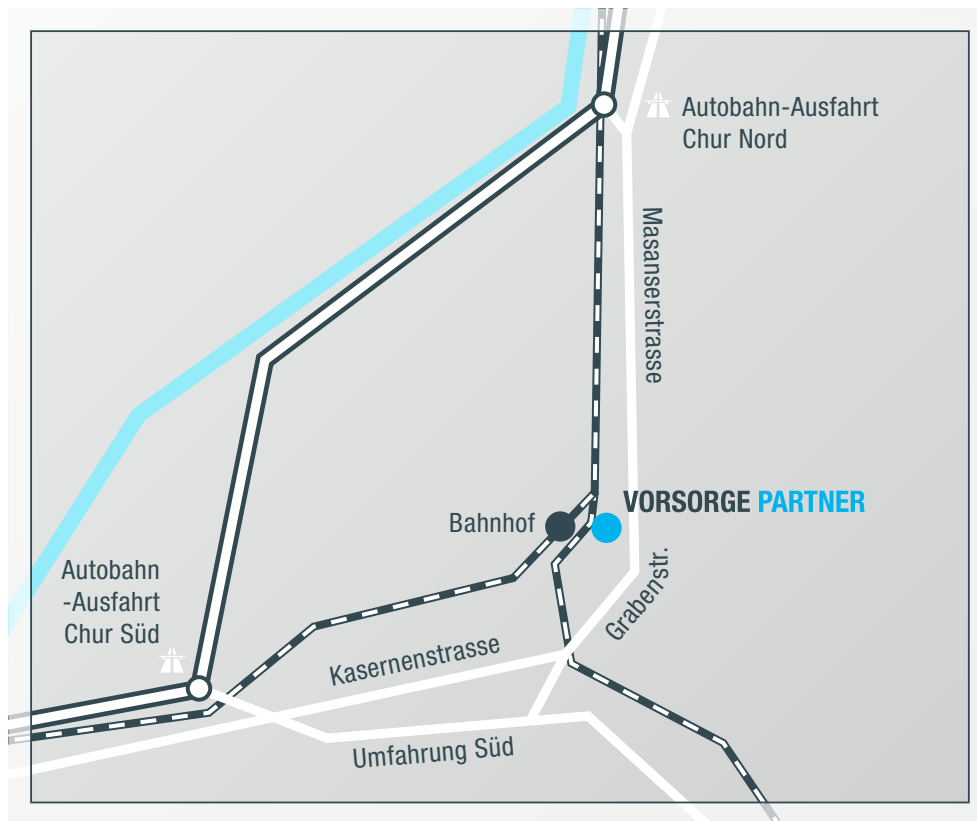 Autobahn-Ausfahrt
Chur Nord
Masanserstrasse
VORSORGE PARTNER
Bahnhof
Autobahn
-Ausfahrt
Chur Süd
Grabenstr.
Kasernenstrasse
Umfahrung Süd